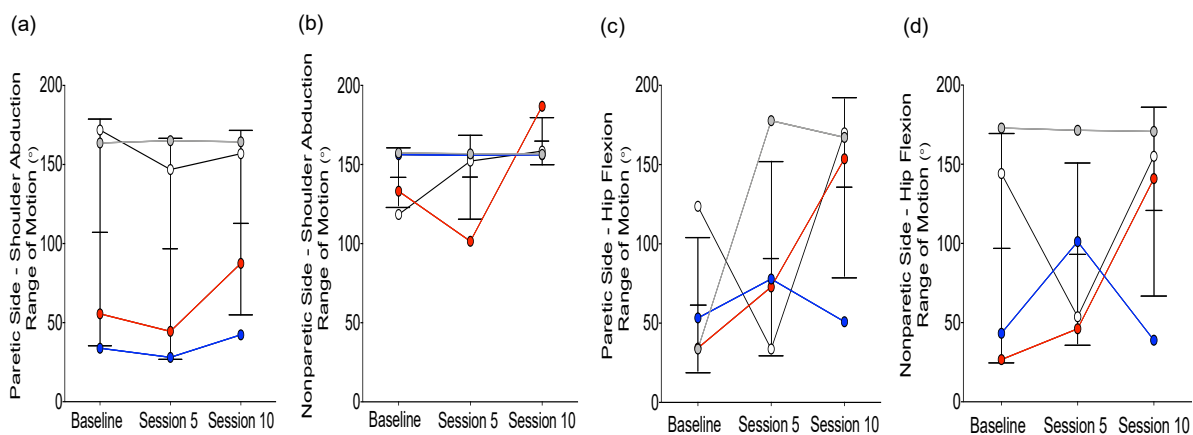 (a)
Paretic Side - Shoulder Abduction
Range of Motion (°)
200
150
100
50
0
Baseline Session 5 Session 10
(b)
Nonparetic Side - Shoulder Abduction
Range of Motion (°)
200
150
100
50
0
Baseline Session 5 Session 10
(c)
Paretic Side - Hip Flexion
Range of Motion (°)
200
150
100
50
0
Baseline Session 5 Session 10
(d)
Nonparetic Side - Hip Flexion
Range of Motion (°)
200
150
100
50
0
Baseline Session 5 Session 10